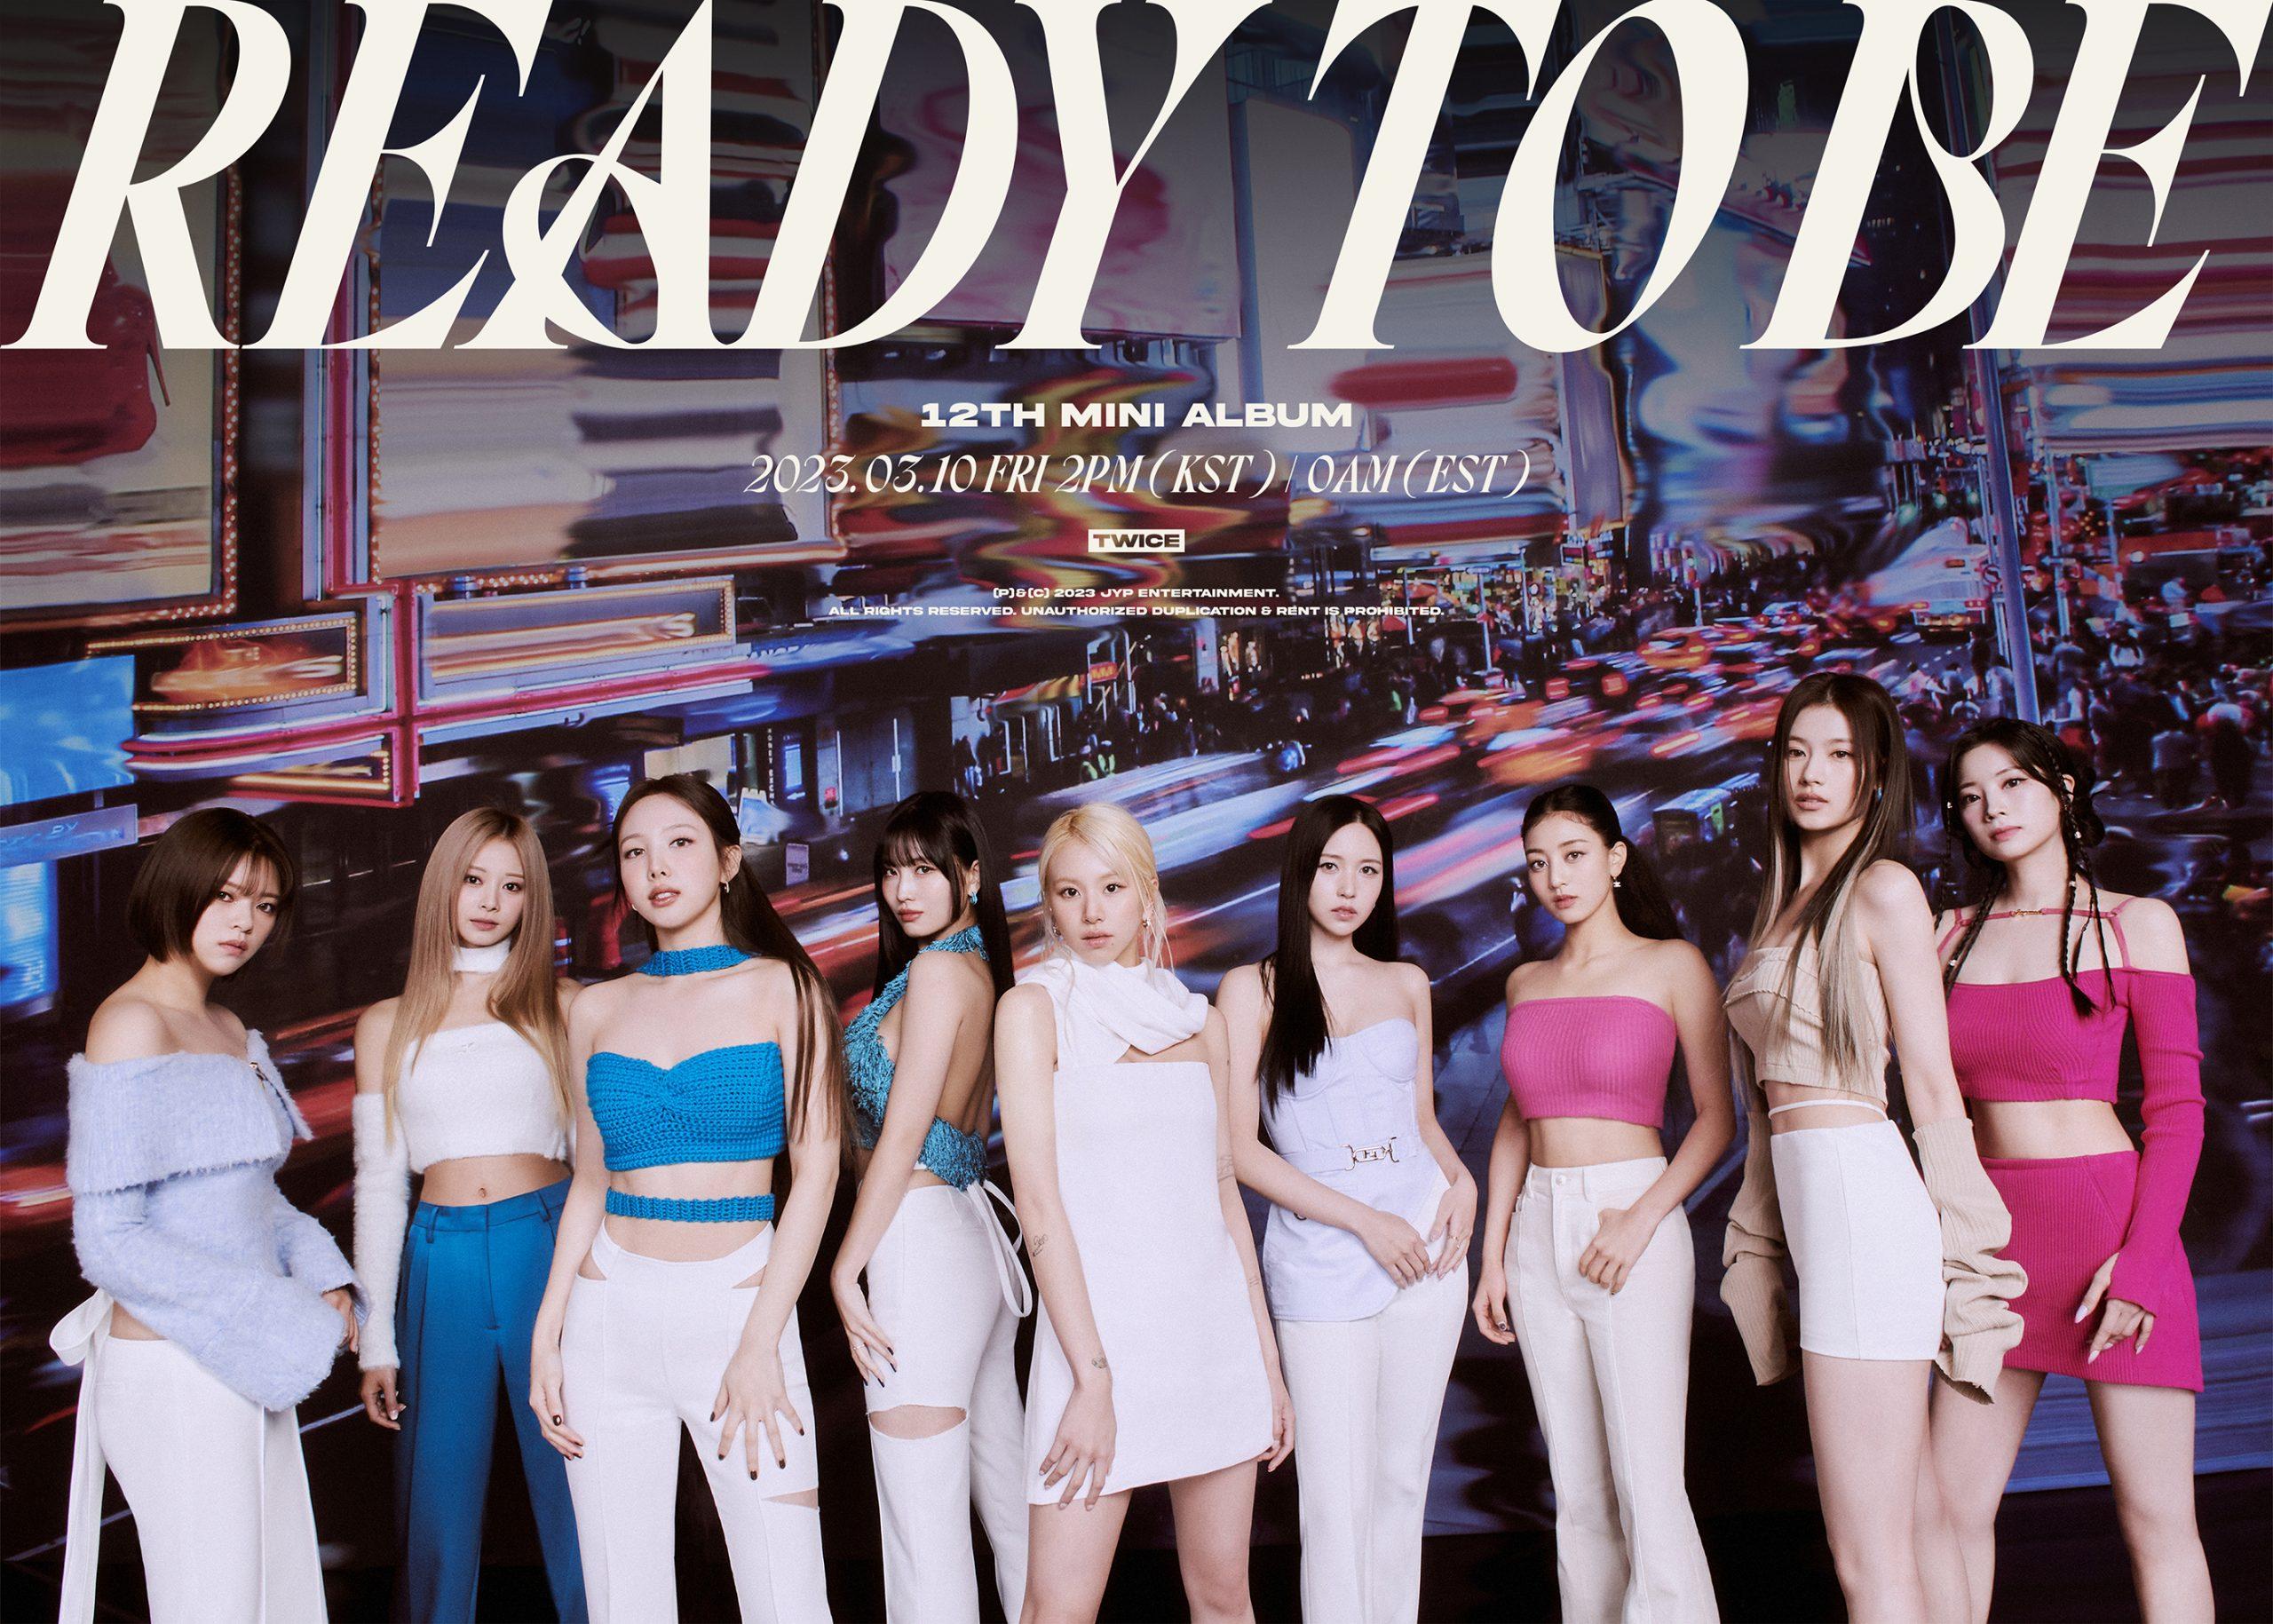 READY TO BE
12TH MINI ALBUM
2023.03.10 FRI 2PM ( KST ) / 0AM ( EST )
TWICE
(P)&(C) 2023 JYP ENTERTAINMENT.
ALL RIGHTS RESERVED. UNAUTHORIZED DUPLICATION & RENT IS PROHIBITED.